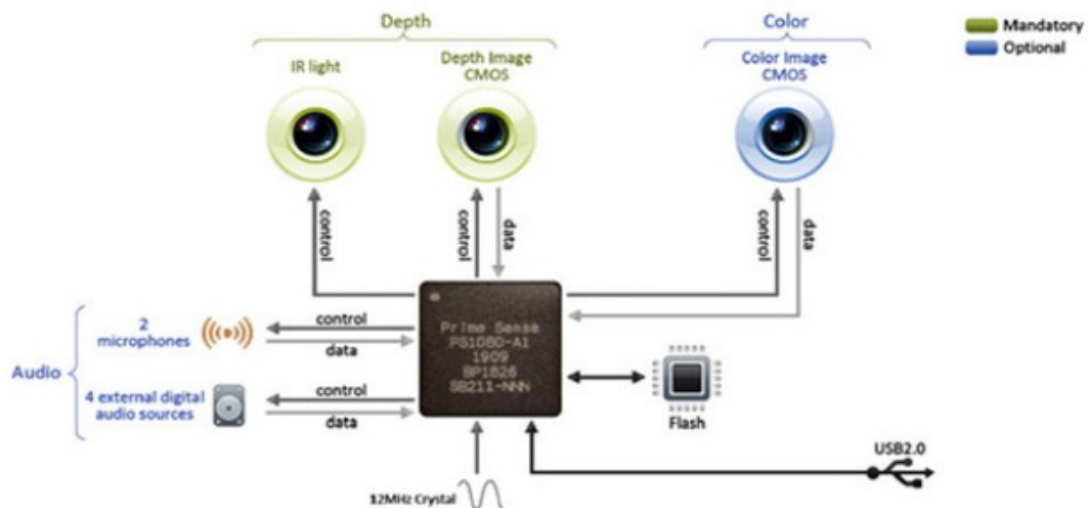 Depth
Color
Mandatory
Optional
IR light
Depth Image
CMOS
Color Image
CMOS
control
control
data
control
data
Audio
2
microphones
control
data
4 external digital
audio sources
control
data
Prime Sense
PS1080-A1
1909
BP1826
SB211-NNN
Flash
12MHz Crystal
USB2.0